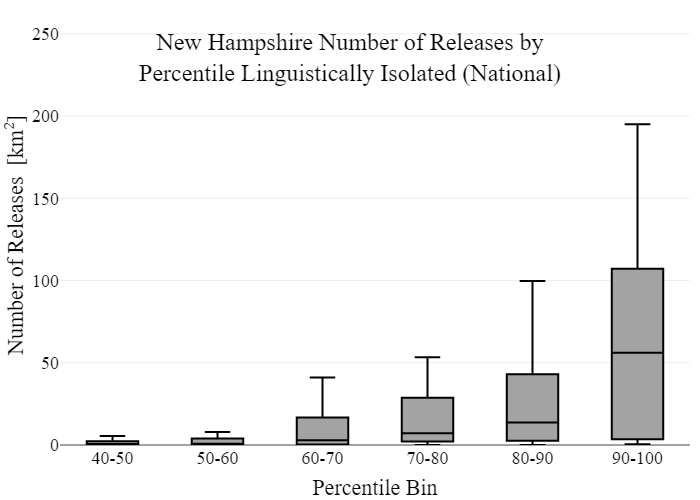 New Hampshire Number of Releases by
Percentile Linguistically Isolated (National)
Number of Releases [km²]
250
200
150
100
50
0
40-50 50-60 60-70 70-80 80-90 90-100
Percentile Bin